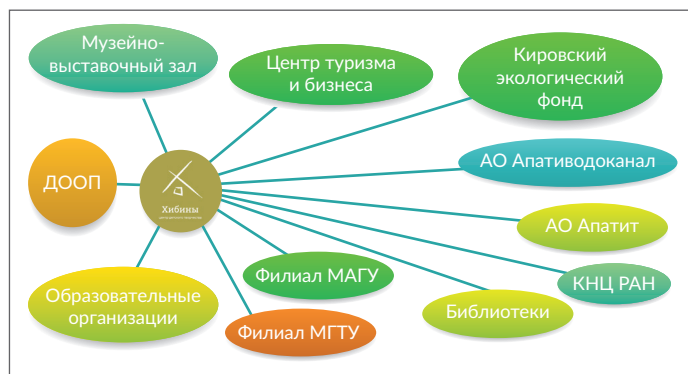 Музейно-
выставочный зал
Центр туризма
и бизнеса
Кировский
экологический
фонд
ДООП
Хибины
АО Апативодоканал
АО Апатит
КНЦ РАН
Филиал МАГУ
Образовательные
организации
Филиал МГТУ
Библиотеки